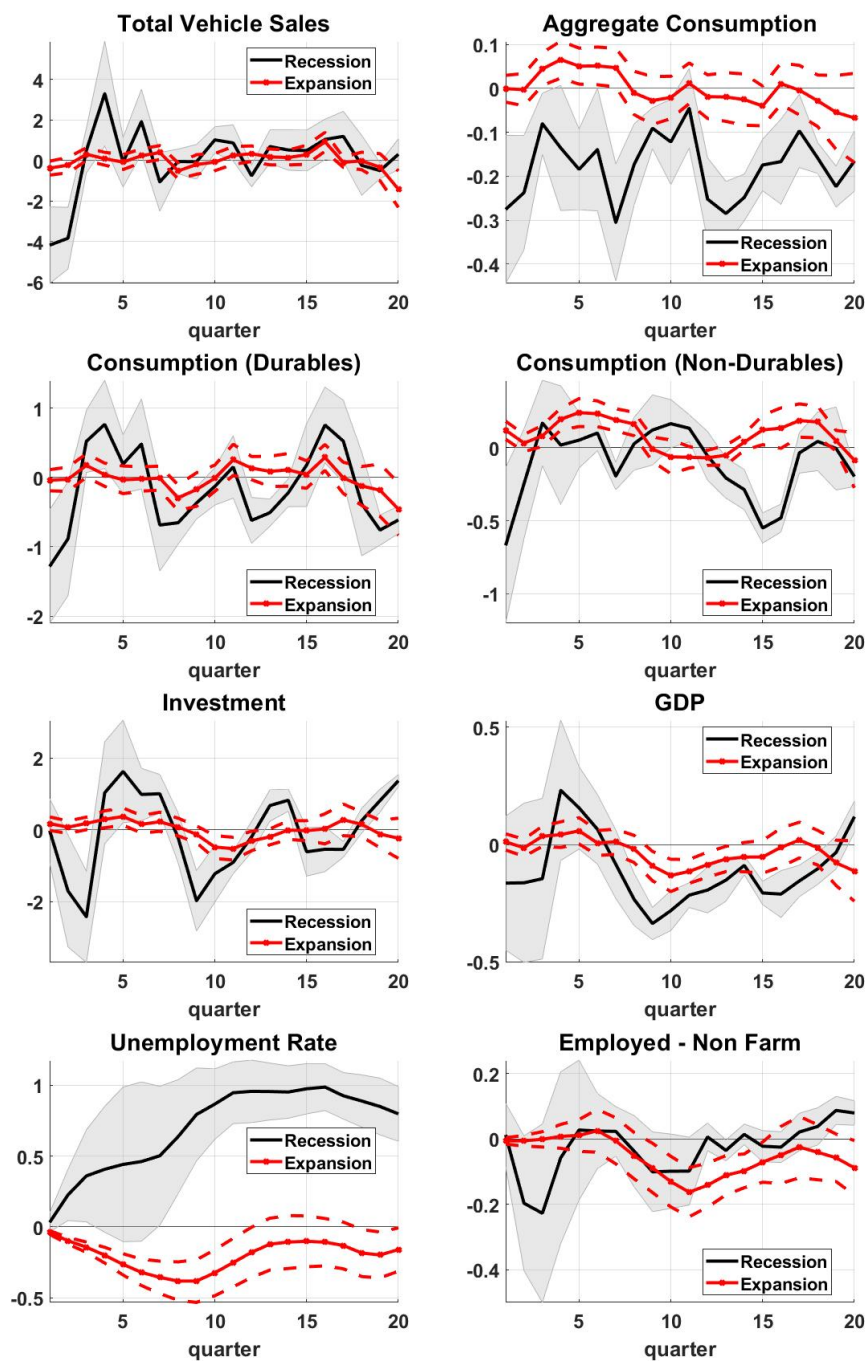 Total Vehicle Sales
4
2
0
-2
-4
-6
Recession
Expansion
5 10 15 20
quarter
Aggregate Consumption
0.1
0
-0.1
-0.2
-0.3
-0.4
Recession
Expansion
5 10 15 20
quarter
Consumption (Durables)
1
0
-1
-2
Recession
Expansion
5 10 15 20
quarter
Consumption (Non-Durables)
0
-0.5
-1
Recession
Expansion
5 10 15 20
quarter
Investment
2
0
-2
Recession
Expansion
5 10 15 20
quarter
GDP
0.5
0
-0.5
Recession
Expansion
5 10 15 20
quarter
Unemployment Rate
1
0.5
0
-0.5
Recession
Expansion
5 10 15 20
quarter
Employed - Non Farm
0.2
0
-0.2
-0.4
Recession
Expansion
5 10 15 20
quarter